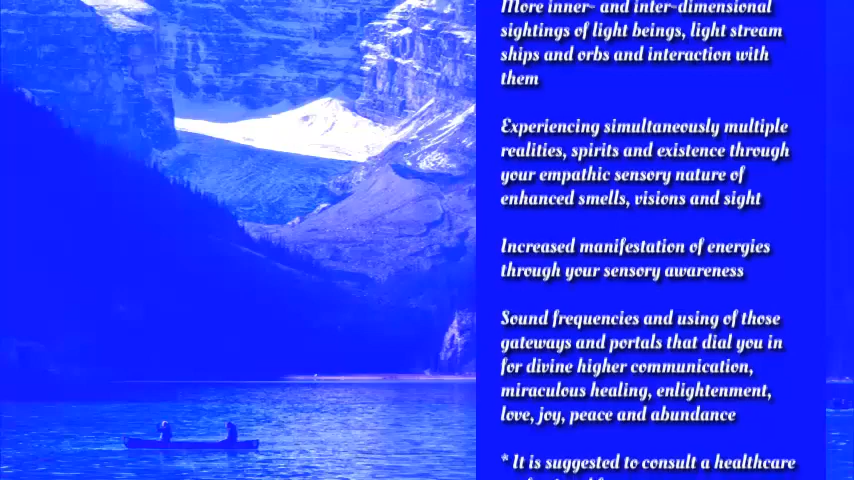 More inner- and inter-dimensional
sightings of light beings, light stream
ships and orbs and interaction with
them
Experiencing simultaneously multiple
realities, spirits and existence through
your empathic sensory nature of
enhanced smells, visions and sight
Increased manifestation of energies
through your sensory awareness
Sound frequencies and using of those
gateways and portals that dial you in
for divine higher communication,
miraculous healing, enlightenment,
love, joy, peace and abundance
* It is suggested to consult a healthcare